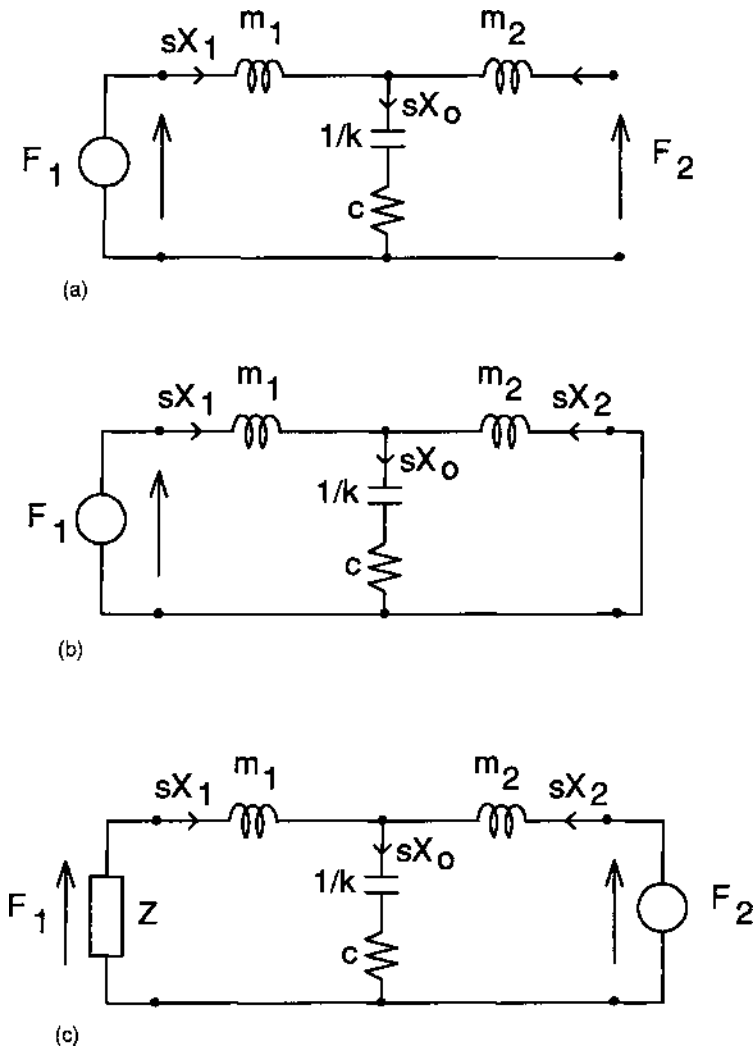 m1 m2
sX1
sXo
1/k
F1 F2
c
(a)
m1 m2
sX1 sX2
sXo
1/k
F1
c
(b)
m1 m2
sX1 sX2
sXo
1/k
F1 Z F2
c
(c)